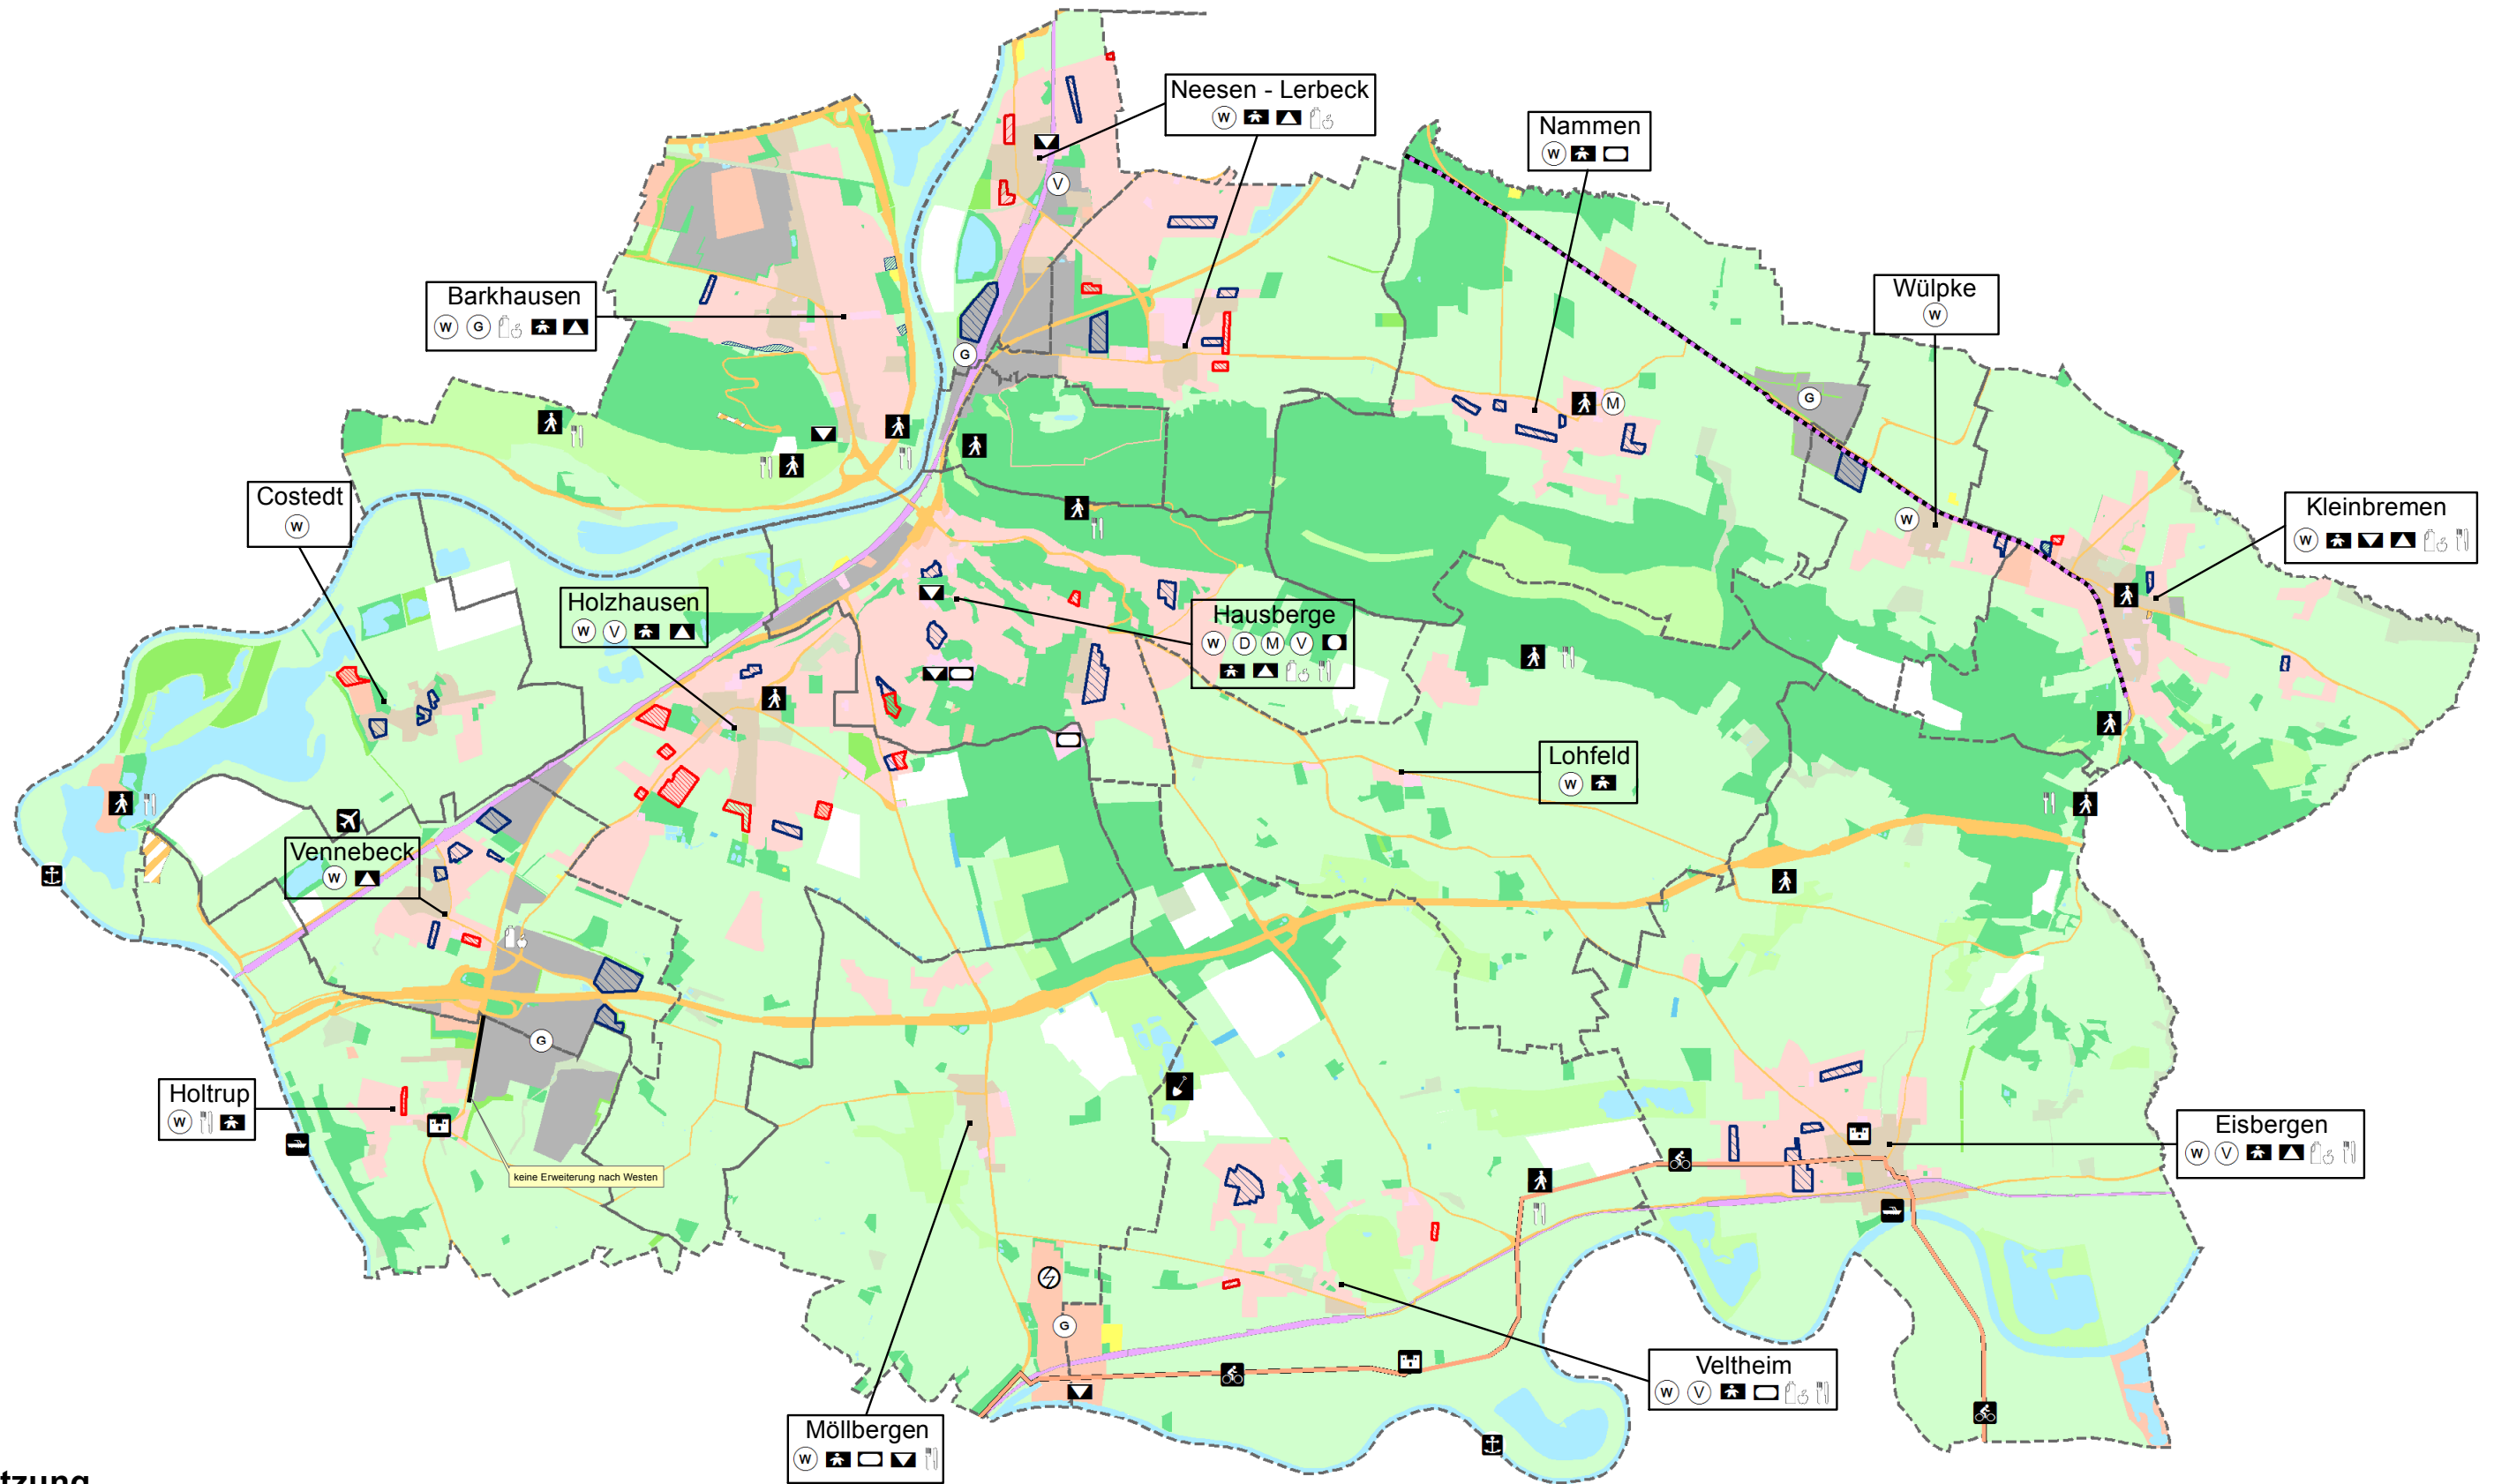 Neesen - Lerbeck
W
Nammen
W
V
Barkhausen
W G
Wülpke
W
G
G
M
Costedt
W
W
Kleinbremen
W
Holzhausen
W V
Hausberge
W D M V
Lohfeld
W
Vennebeck
W
G
Holtrup
W
keine Erweiterung nach Westen
Eisbergen
W V
G
Veltheim
W V
Möllbergen
W
tzung